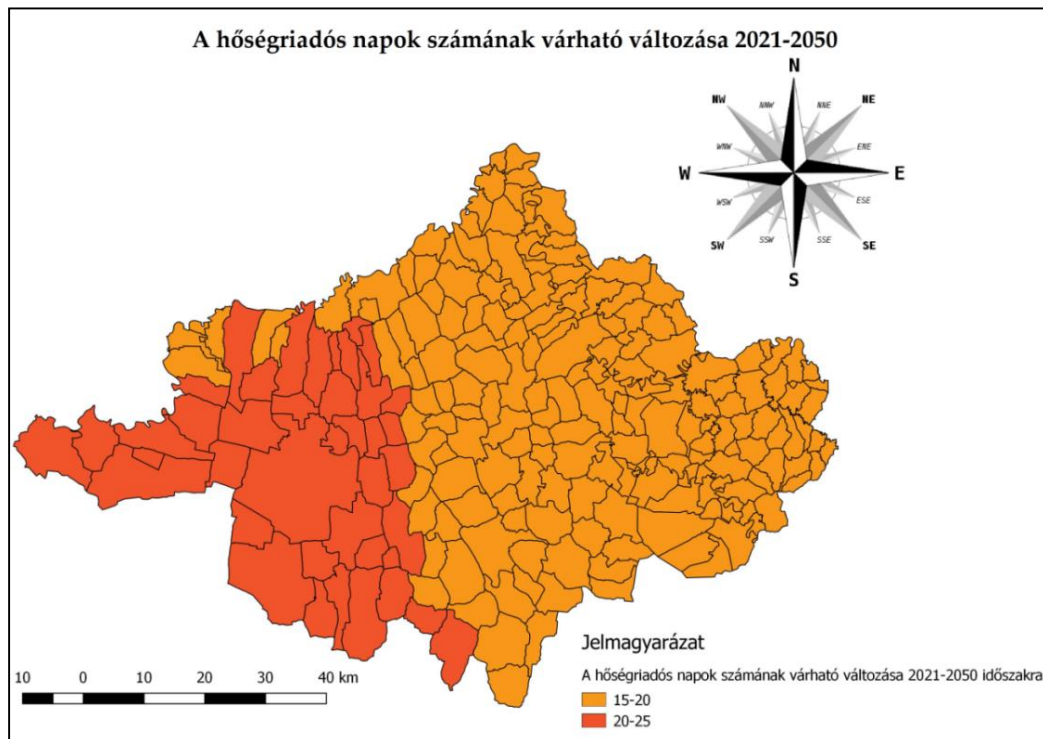 A hőségriadós napok számának várható változása 2021-2050
N
NNW
NNE
NW
NE
WNW
ENE
W
E
WSW
ESE
SW
SE
SSW
SSE
S
Jelmagyarázat
A hőségriadós napok számának várható változása 2021-2050 időszakra
15-20
20-25
10 0 10 20 30 40 km